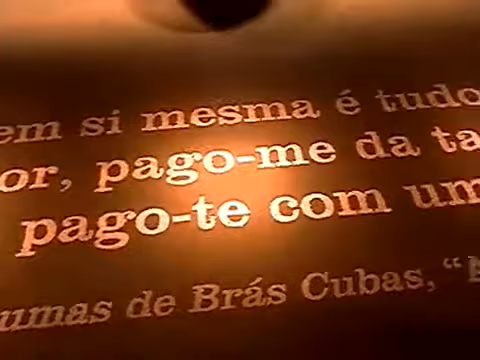 em si mesma é tudo
or, pago-me da ta
pago-te com um
umas de Brás Cubas, "